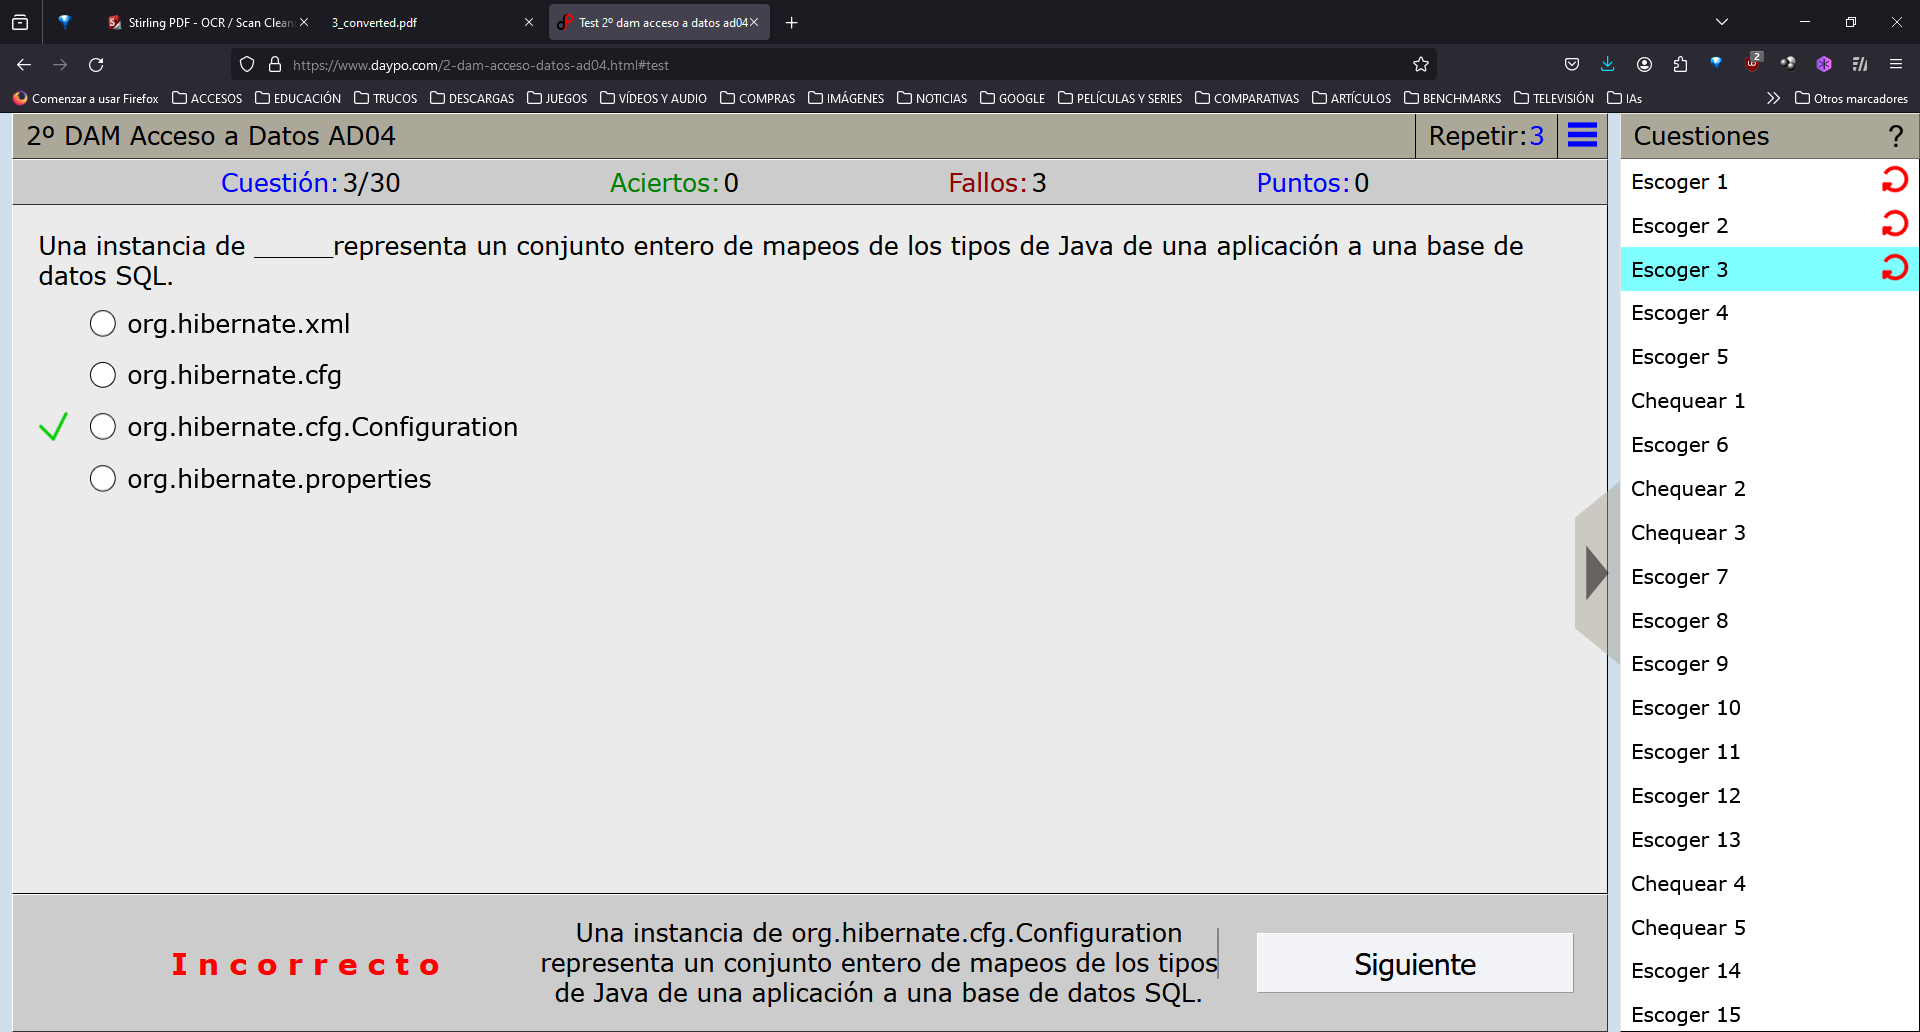 Stirling PDF - OCR / Scan Clean
3_converted.pdf
Test 2º dam acceso a datos ad04
https://www.daypo.com/2-dam-acceso-datos-ad04.html#test
2
Comenzar a usar Firefox
ACCESOS
EDUCACIÓN
TRUCOS
DESCARGAS
JUEGOS
VÍDEOS Y AUDIO
COMPRAS
IMÁGENES
NOTICIAS
GOOGLE
PELÍCULAS Y SERIES
COMPARATIVAS
ARTÍCULOS
BENCHMARKS
TELEVISIÓN
IAs
Otros marcadores
2º DAM Acceso a Datos AD04
Repetir:3
Cuestión:3/30
Aciertos:0
Fallos:3
Puntos:0
Una instancia de ______representa un conjunto entero de mapeos de los tipos de Java de una aplicación a una base de
datos SQL.
org.hibernate.xml
org.hibernate.cfg
org.hibernate.cfg.Configuration
org.hibernate.properties
Incorrecto
Una instancia de org.hibernate.cfg.Configuration
representa un conjunto entero de mapeos de los tipos
de Java de una aplicación a una base de datos SQL.
Siguiente
Cuestiones
?
Escoger 1
Escoger 2
Escoger 3
Escoger 4
Escoger 5
Chequear 1
Escoger 6
Chequear 2
Chequear 3
Escoger 7
Escoger 8
Escoger 9
Escoger 10
Escoger 11
Escoger 12
Escoger 13
Chequear 4
Chequear 5
Escoger 14
Escoger 15